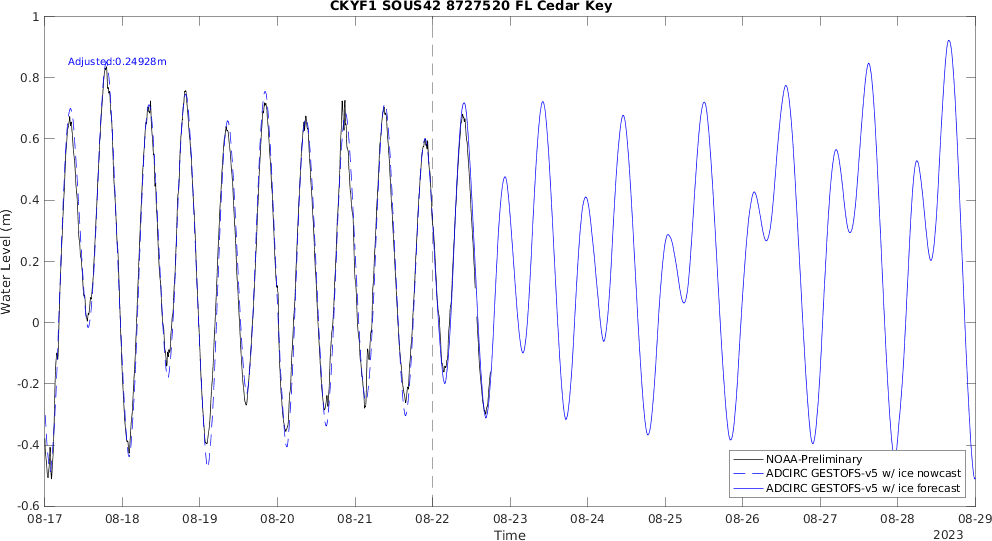 CKYF1 SOUS42 8727520 FL Cedar Key
Adjusted:0.24928m
Water Level (m)
1
0.8
0.6
0.4
0.2
0
-0.2
-0.4
-0.6
NOAA-Preliminary
ADCIRC GESTOFS-v5 w/ ice nowcast
ADCIRC GESTOFS-v5 w/ ice forecast
08-17 08-18 08-19 08-20 08-21 08-22 08-23 08-24 08-25 08-26 08-27 08-28 08-29
Time
2023